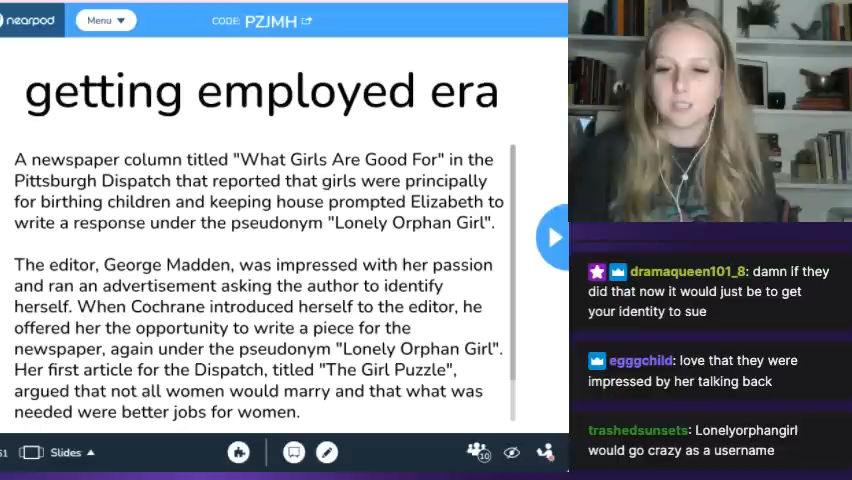 nearpod
Menu
CODE: PZJMH
getting employed era
A newspaper column titled "What Girls Are Good For" in the
Pittsburgh Dispatch that reported that girls were principally
for birthing children and keeping house prompted Elizabeth to
write a response under the pseudonym "Lonely Orphan Girl".
The editor, George Madden, was impressed with her passion
and ran an advertisement asking the author to identify
herself. When Cochrane introduced herself to the editor, he
offered her the opportunity to write a piece for the
newspaper, again under the pseudonym "Lonely Orphan Girl".
Her first article for the Dispatch, titled "The Girl Puzzle",
argued that not all women would marry and that what was
needed were better jobs for women.
Slides
10
dramaqueen101_8: damn if they
did that now it would just be to get
your identity to sue
egggchild: love that they were
impressed by her talking back
trashedsunsets: Lonelyorphangirl
would go crazy as a username